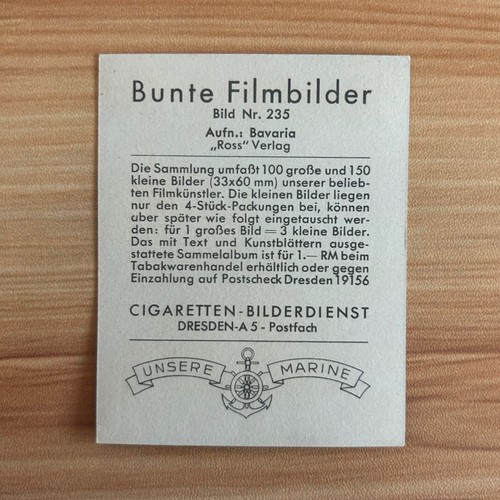 Bunte Filmbilder
Bild Nr. 235
Aufn.: Bavaria
„Ross" Verlag
Die Sammlung umfaßt 100 große und 150
kleine Bilder (33x60 mm) unserer belieb-
ten Filmkünstler. Die kleinen Bilder liegen
nur den 4-Stück-Packungen bei, können
aber später wie folgt eingetauscht wer-
den: für 1 großes Bild = 3 kleine Bilder.
Das mit Text und Kunstblättern ausge-
stattete Sammelalbum ist für 1.— RM beim
Tabakwarenhandel erhältlich oder gegen
Einzahlung auf Postscheck Dresden 19156
CIGARETTEN-BILDERDIENST
DRESDEN-A 5 - Postfach
UNSERE MARINE